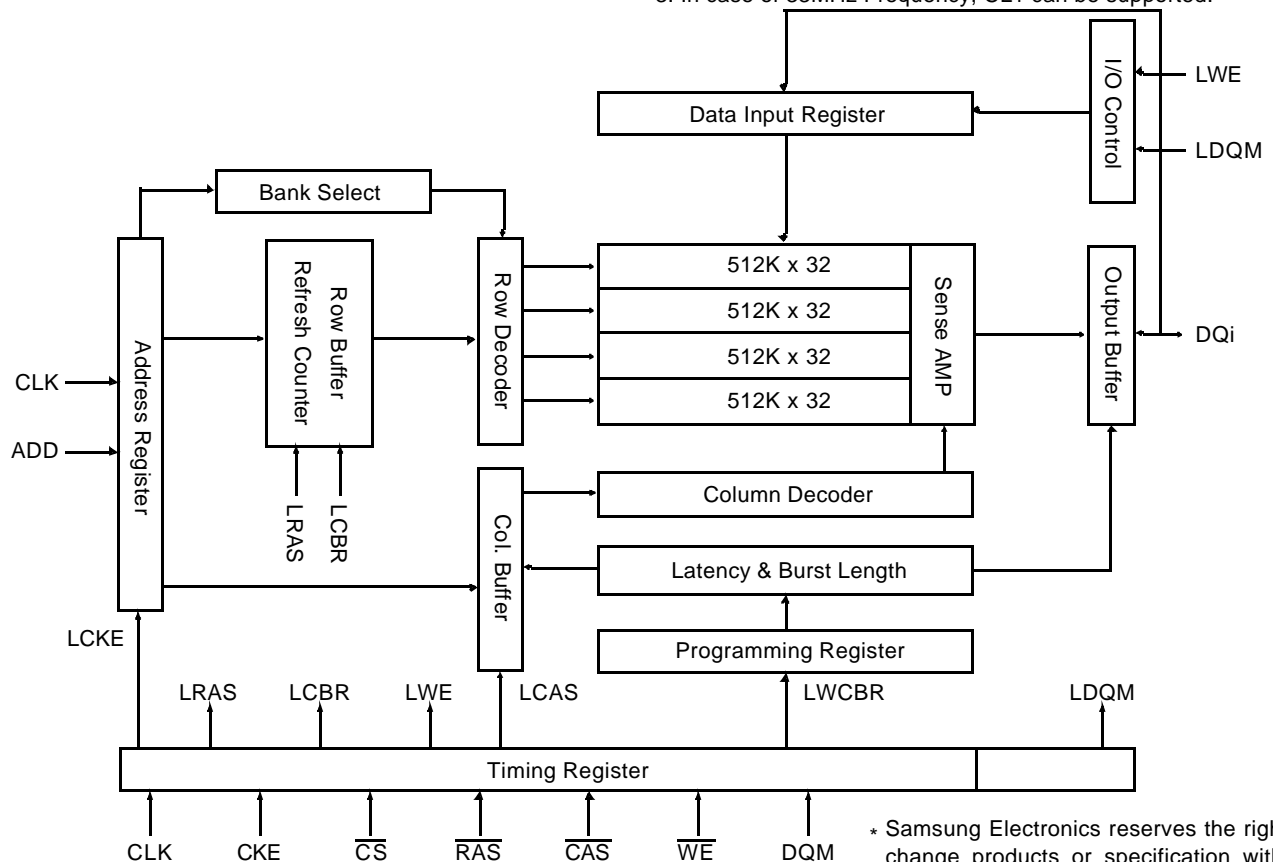 LWE
I/O Control
Data Input Register
LDQM
Bank Select
Address Register
Row Buffer
Refresh Counter
Row Decoder
512K x 32
512K x 32
512K x 32
512K x 32
Sense AMP
Output Buffer
DQi
CLK
ADD
LRAS
LCBR
Col. Buffer
Column Decoder
Latency & Burst Length
Programming Register
LCKE
LRAS
LCBR
LWE
LCAS
LWCBR
LDQM
Timing Register
CLK
CKE
CS
RAS
CAS
WE
DQM
* Samsung Electronics reserves the righ
change products or specification with